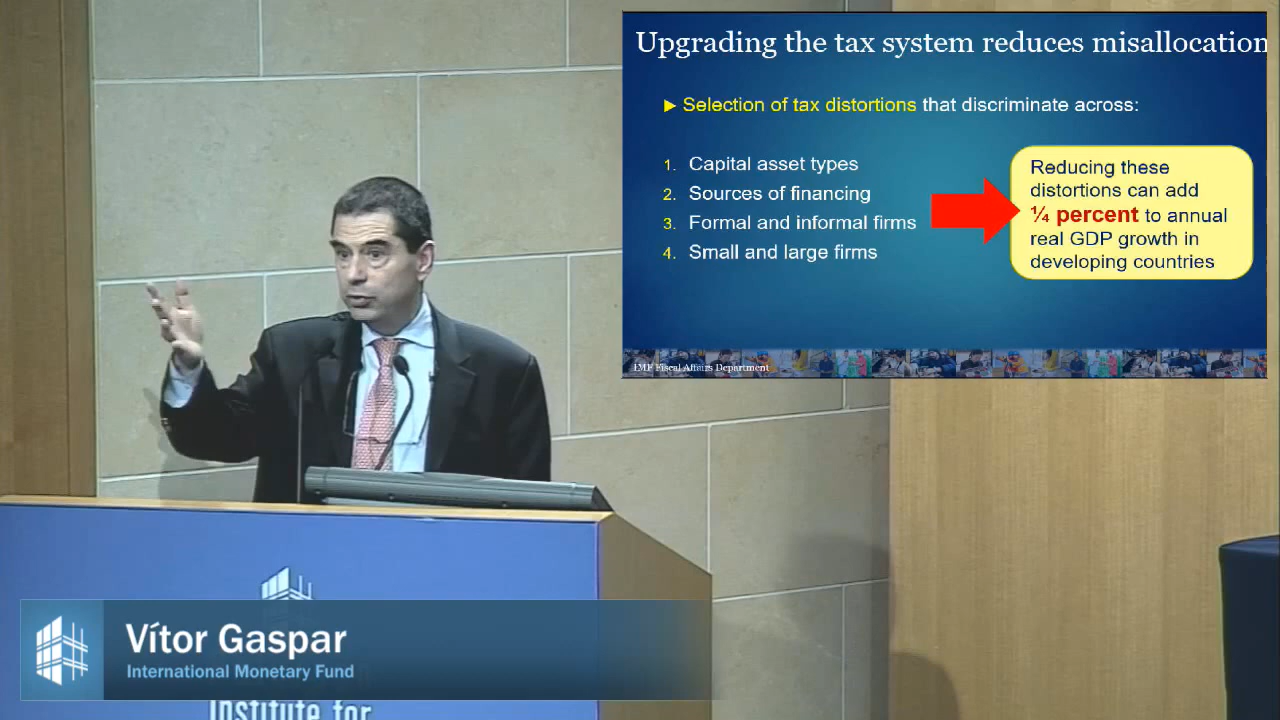 Upgrading the tax system reduces misallocation
► Selection of tax distortions that discriminate across:
1. Capital asset types
2. Sources of financing
3. Formal and informal firms
4. Small and large firms
Reducing these
distortions can add
¼ percent to annual
real GDP growth in
developing countries
IMF Fiscal Affairs Department
Vítor Gaspar
International Monetary Fund
Institute for